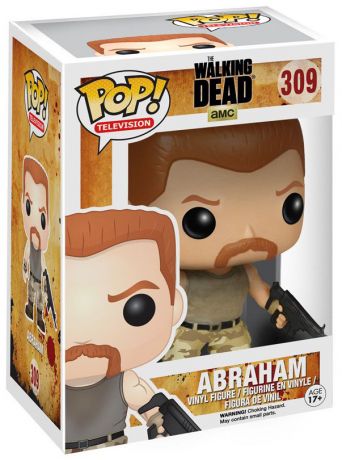 POP!
TELEVISION
THE
WALKING
DEAD
amc
309
ABRAHAM
309
ABRAHAM
VINYL FIGURE / FIGURINE EN VINYLE /
FIGURA DE VINIL
WARNING! Choking Hazard.
May contain small parts.
AGE
17+